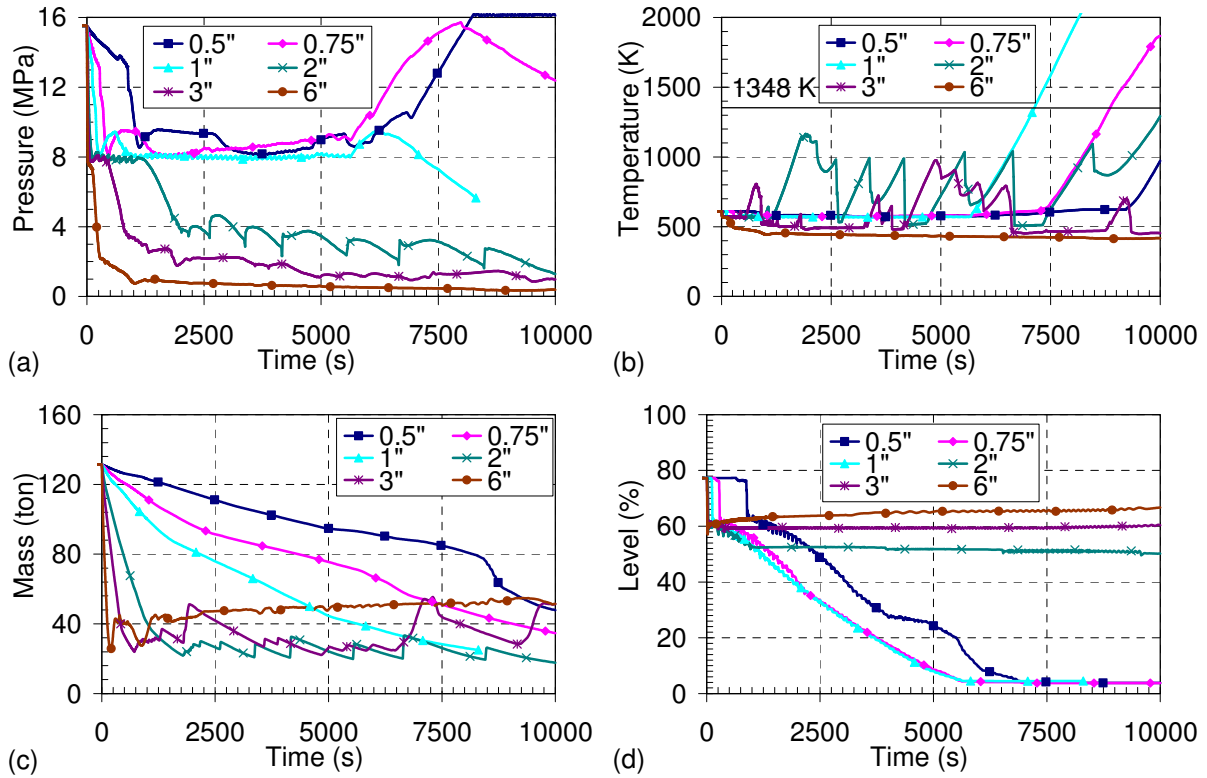 Pressure (MPa)
16
12
8
4
0
0.5" 0.75"
1" 2"
3" 6"
0 2500 5000 7500 10000
Time (s)
(a)
Temperature (K)
2000
1500
1000
500
0
0.5" 0.75"
1" 2"
3" 6"
1348 K
0 2500 5000 7500 10000
Time (s)
(b)
Mass (ton)
160
120
80
40
0
0.5" 0.75"
1" 2"
3" 6"
0 2500 5000 7500 10000
Time (s)
(c)
Level (%)
100
80
60
40
20
0
0.5" 0.75"
1" 2"
3" 6"
0 2500 5000 7500 10000
Time (s)
(d)